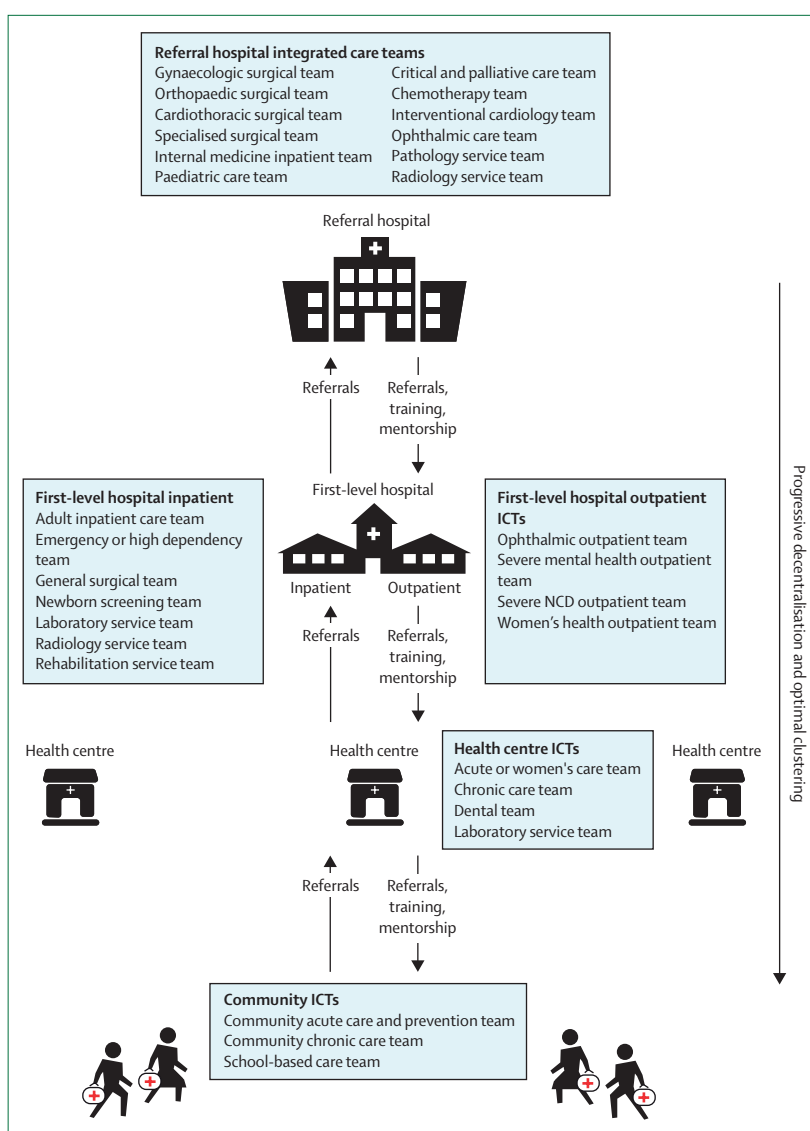 Referral hospital integrated care teams
Gynaecologic surgical team
Orthopaedic surgical team
Cardiothoracic surgical team
Specialised surgical team
Internal medicine inpatient team
Paediatric care team
Critical and palliative care team
Chemotherapy team
Interventional cardiology team
Ophthalmic care team
Pathology service team
Radiology service team
Referral hospital
Referrals
Referrals,
training,
mentorship
First-level hospital inpatient
Adult inpatient care team
Emergency or high dependency
team
General surgical team
Newborn screening team
Laboratory service team
Radiology service team
Rehabilitation service team
First-level hospital
Inpatient
Outpatient
First-level hospital outpatient
ICTs
Ophthalmic outpatient team
Severe mental health outpatient
team
Severe NCD outpatient team
Women's health outpatient team
Referrals
Referrals,
training,
mentorship
Health centre
Health centre
Health centre ICTs
Acute or women's care team
Chronic care team
Dental team
Laboratory service team
Health centre
Referrals
Referrals,
training,
mentorship
Community ICTs
Community acute care and prevention team
Community chronic care team
School-based care team
Progressive decentralisation and optimal clustering